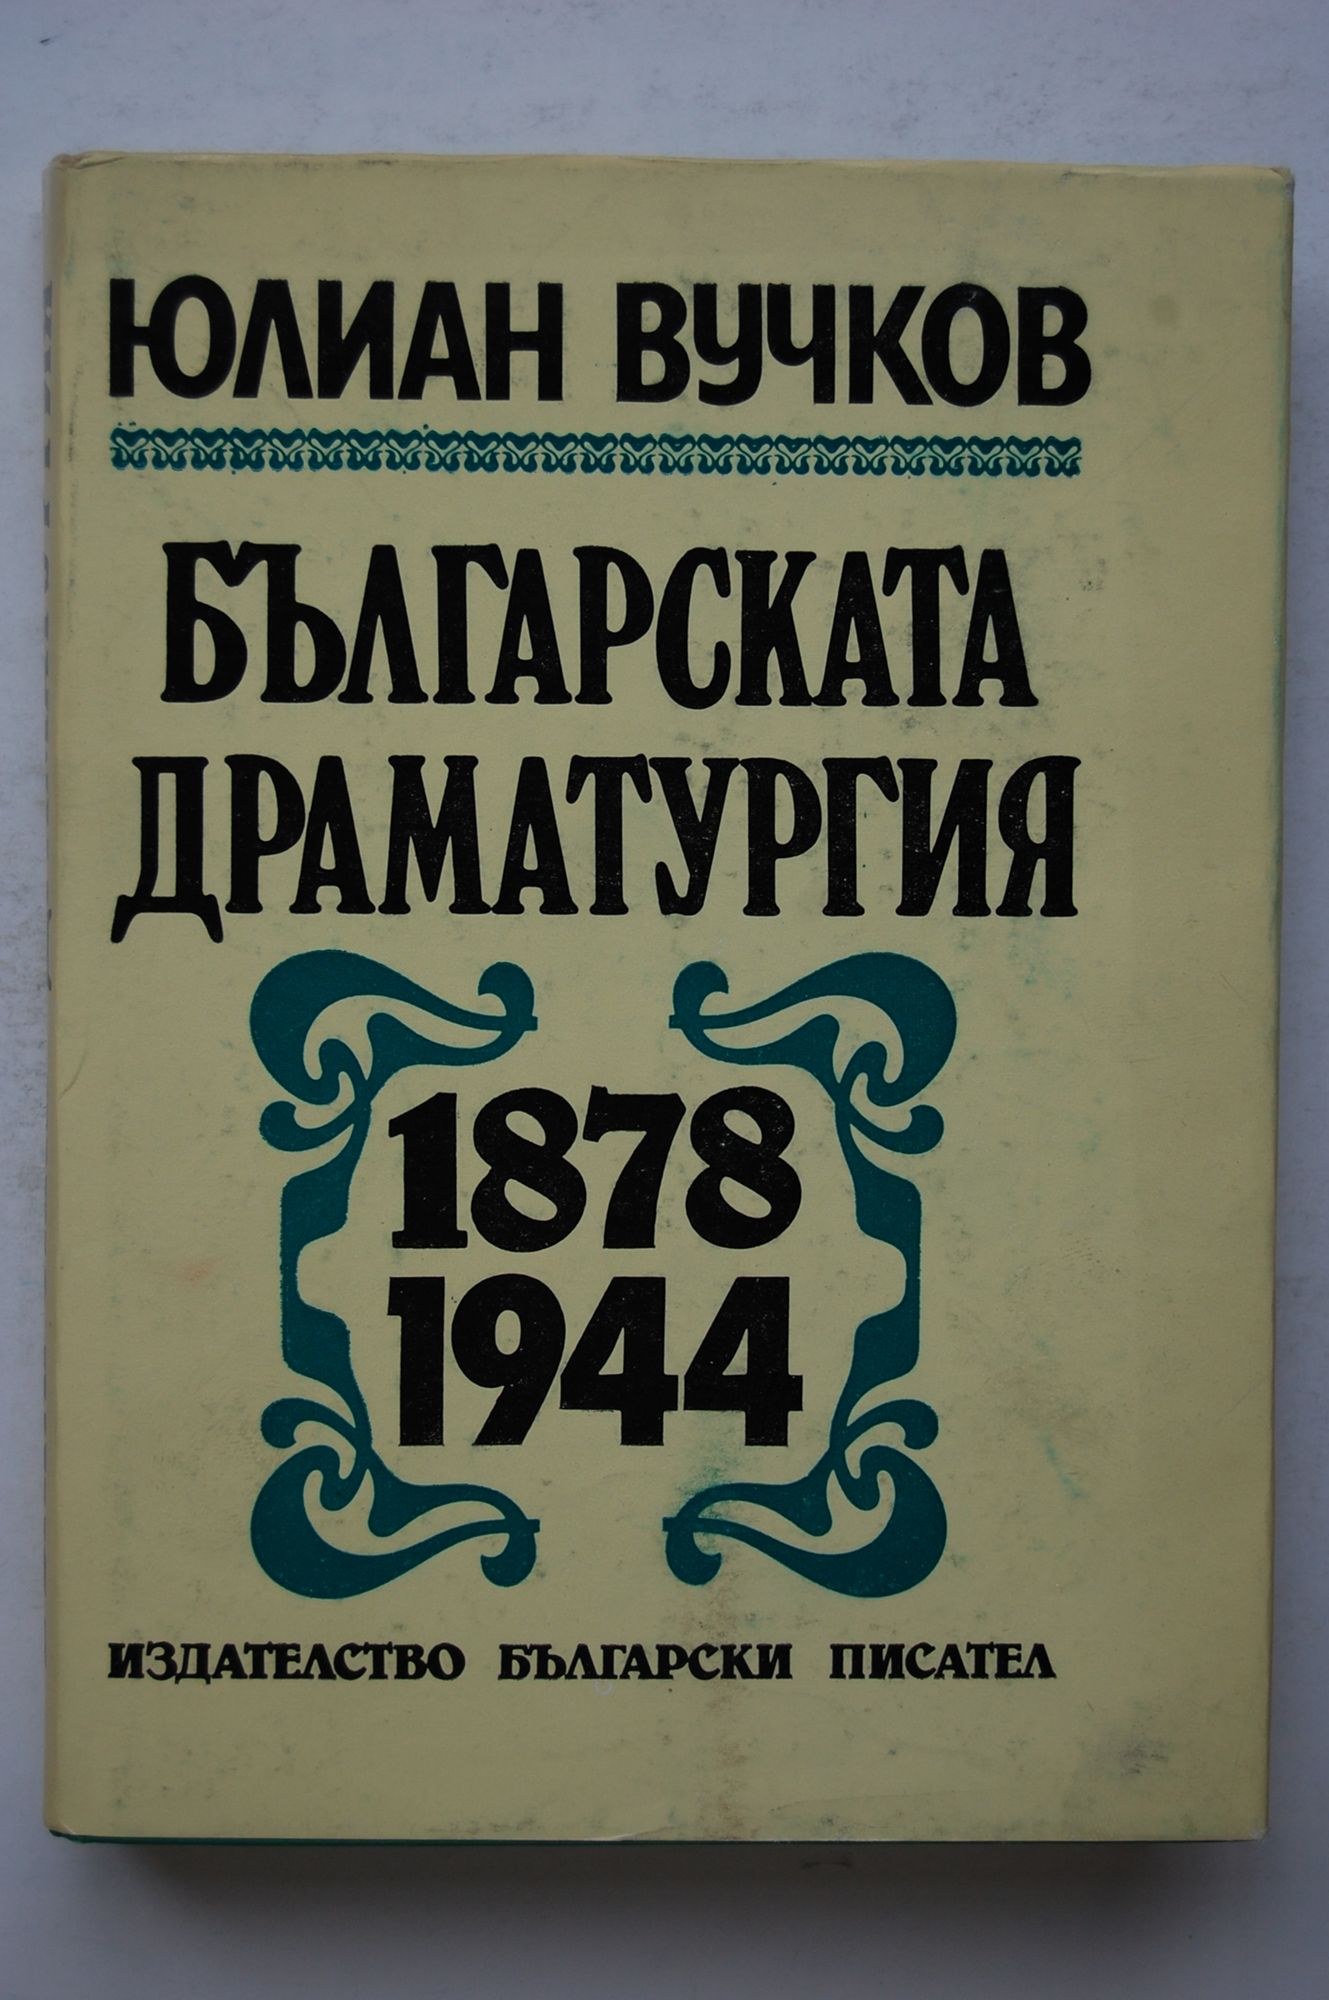 ЮЛИАН ВУЧКОВ
БЪЛГАРСКАТА
ДРАМАТУРГИЯ
1878
1944
ИЗДАТЕЛСТВО БЪЛГАРСКИ ПИСАТЕЛ